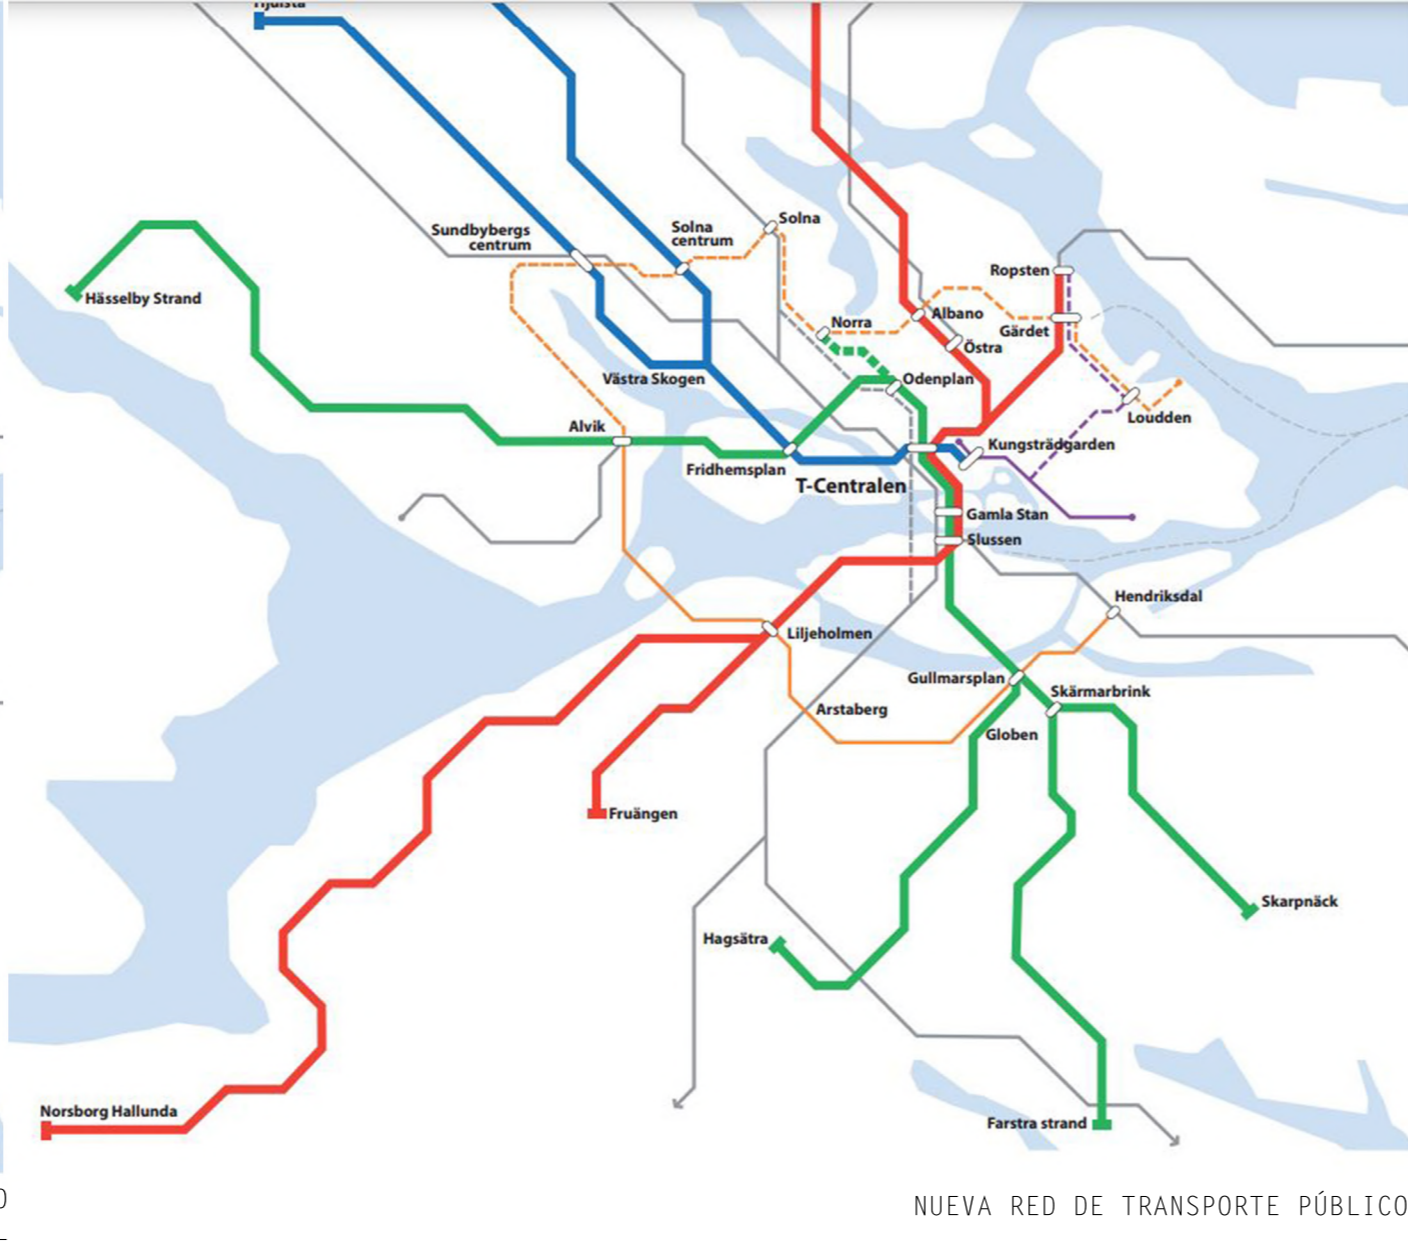 Hjulsta
Solna
Sundbybergs
centrum
Solna
centrum
Ropsten
Hässelby Strand
Albano
Norra
Gärdet
Östra
Västra Skogen
Odenplan
Loudden
Alvik
Kungsträdgarden
Fridhemsplan
T-Centralen
Gamla Stan
Slussen
Hendriksdal
Liljeholmen
Gullmarsplan
Skärmarbrink
Arstaberg
Globen
Fruängen
Skarpnäck
Hagsätra
Norsborg Hallunda
Farstra strand
NUEVA RED DE TRANSPORTE PÚBLICO